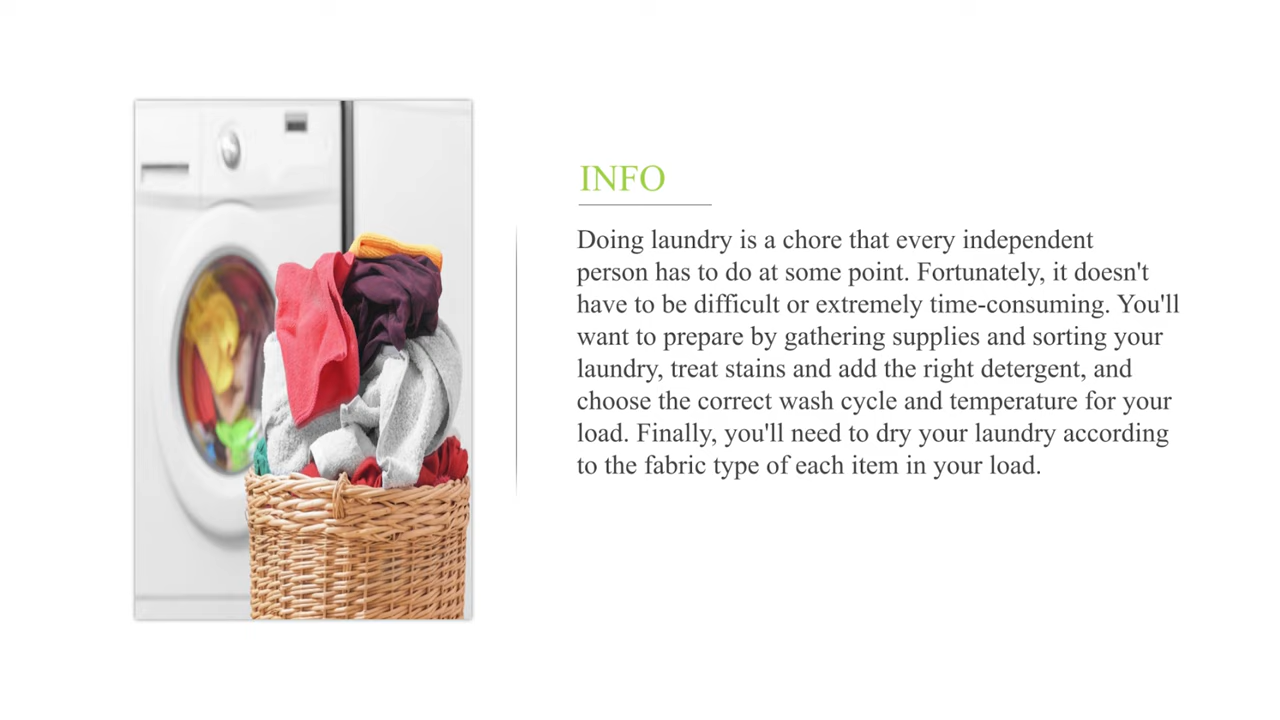 INFO
Doing laundry is a chore that every independent
person has to do at some point. Fortunately, it doesn't
have to be difficult or extremely time-consuming. You'll
want to prepare by gathering supplies and sorting your
laundry, treat stains and add the right detergent, and
choose the correct wash cycle and temperature for your
load. Finally, you'll need to dry your laundry according
to the fabric type of each item in your load.